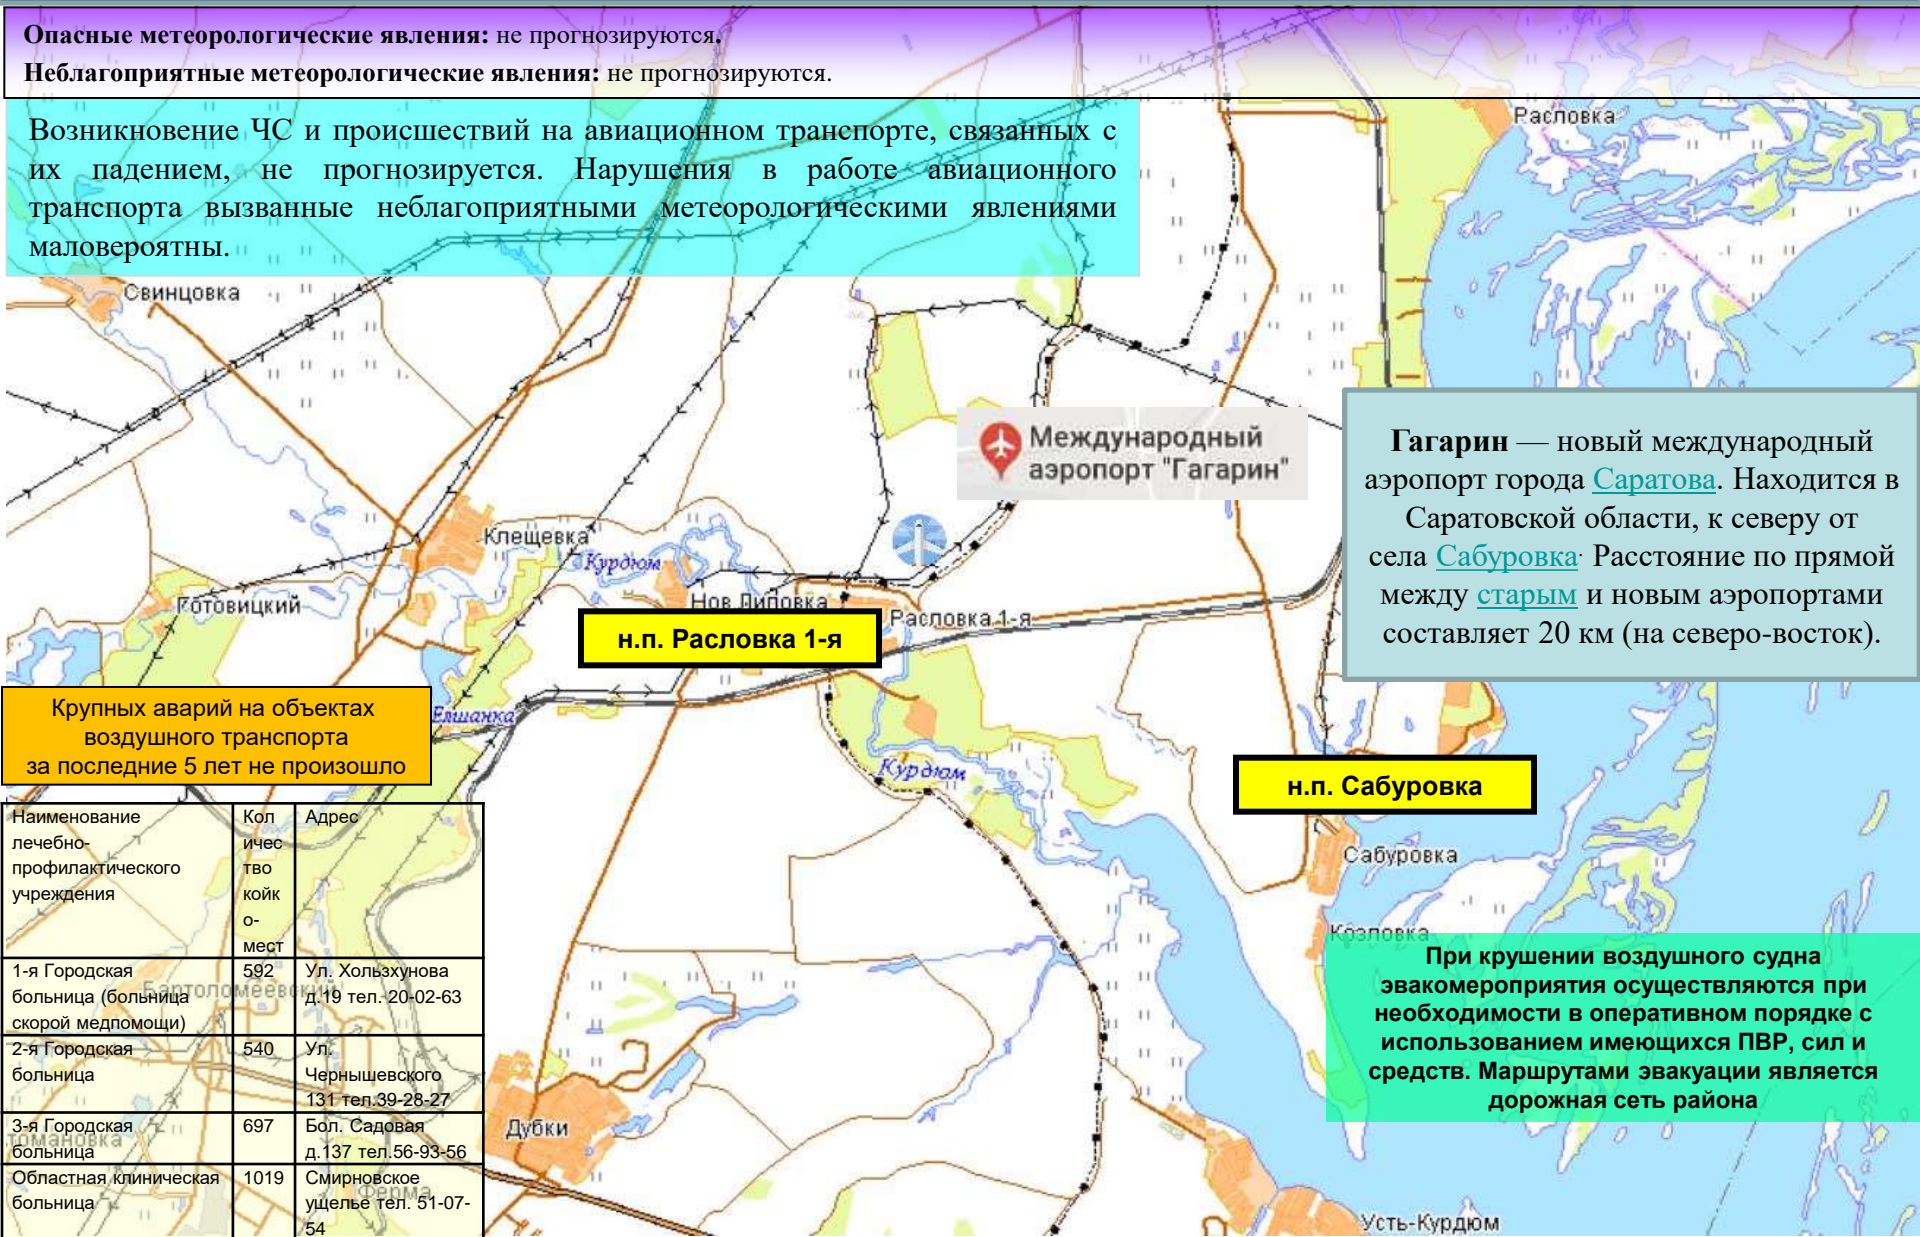 Опасные метеорологические явления: не прогнозируются.
Неблагоприятные метеорологические явления: не прогнозируются.
Возникновение ЧС и происшествий на авиационном транспорте, связанных с
их падением, не прогнозируется. Нарушения в работе авиационного
транспорта вызванные неблагоприятными метеорологическими явлениями
маловероятны.
Расловка
Свинцовка
Международный
аэропорт "Гагарин"
Гагарин — новый международный
аэропорт города Саратова. Находится в
Саратовской области, к северу от
села Сабуровка. Расстояние по прямой
между старым и новым аэропортами
составляет 20 км (на северо-восток).
Клещевка
Курдюм
Готовицкий
Нов.Липовка
Расловка 1-я
н.п. Расловка 1-я
Елшанка
Крупных аварий на объектах
воздушного транспорта
за последние 5 лет не произошло
Курдюм
н.п. Сабуровка
Сабуровка
Козловка
При крушении воздушного судна
эвакомероприятия осуществляются при
необходимости в оперативном порядке с
использованием имеющихся ПВР, сил и
средств. Маршрутами эвакуации является
дорожная сеть района
Наименование
лечебно-
профилактического
учреждения
Кол
ичес
тво
койк
о-
мест
Адрес
1-я Городская
больница (больница
скорой медпомощи)
592
Ул. Хользхунова
д.19 тел. 20-02-63
Бартоломеевский
2-я Городская
больница
540
Ул.
Чернышевского
131 тел.39-28-27
3-я Городская
больница
697
Бол. Садовая
д.137 тел.56-93-56
Областная клиническая
больница
1019
Смирновское
ущелье тел. 51-07-
54
Ферма
Дубки
Усть-Курдюм